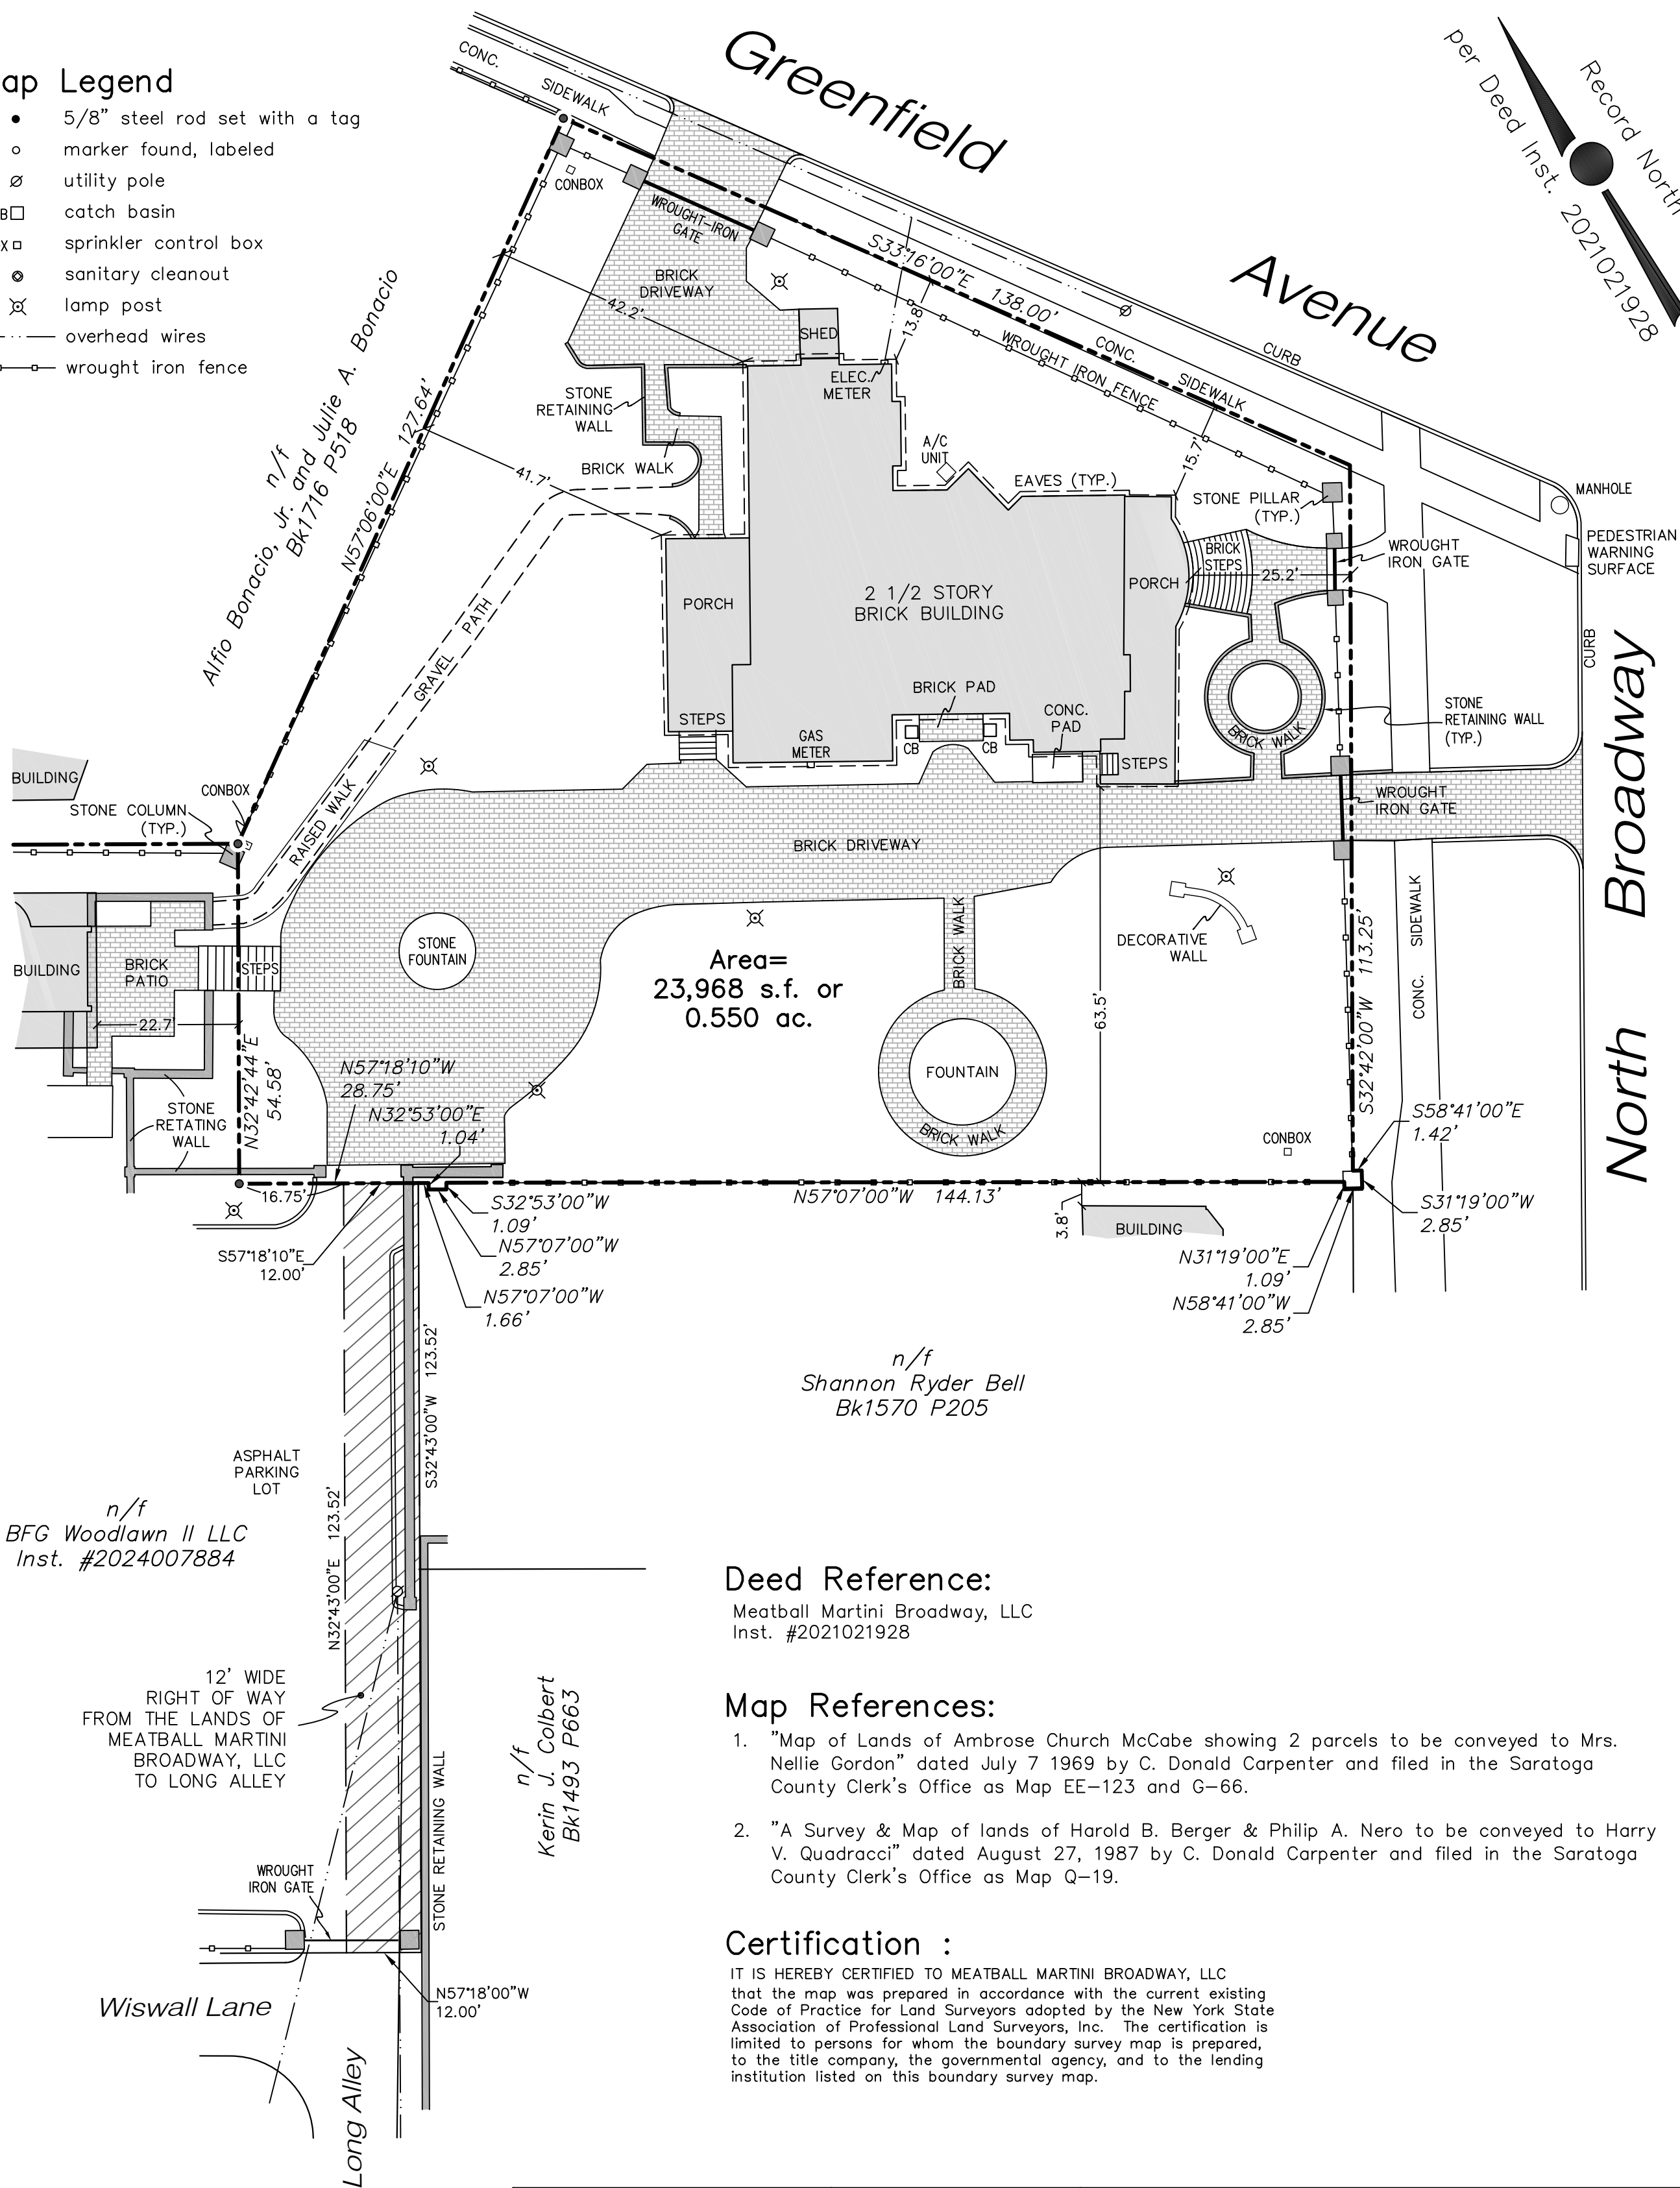 ap Legend
5/8" steel rod set with a tag
marker found, labeled
utility pole
B catch basin
X sprinkler control box
sanitary cleanout
lamp post
overhead wires
wrought iron fence
Greenfield
Avenue
North Broadway
Record North
per Deed Inst. 2021021928
CONC.
SIDEWALK
CONBOX
WROUGHT-IRON
GATE
BRICK
DRIVEWAY
S33°16'00"E 138.00'
42.2'
13.8'
SHED
ELEC.
METER
WROUGHT IRON FENCE
CONC.
SIDEWALK
CURB
n/f
Alfio Bonacio, Jr. and Julie A. Bonacio
Bk1716 P518
N57°06'00"E 127.64'
STONE
RETAINING
WALL
BRICK WALK
41.7'
A/C
UNIT
EAVES (TYP.)
15.7'
STONE PILLAR
(TYP.)
MANHOLE
PEDESTRIAN
WARNING
SURFACE
WROUGHT
IRON GATE
BRICK
STEPS
25.2'
PORCH
2 1/2 STORY
BRICK BUILDING
PORCH
GRAVEL PATH
CURB
BRICK PAD
CONC.
PAD
STEPS
GAS
METER
CB
CB
STEPS
BRICK WALK
STONE
RETAINING WALL
(TYP.)
BUILDING
CONBOX
STONE COLUMN
(TYP.)
RAISED WALK
WROUGHT
IRON GATE
BRICK DRIVEWAY
BUILDING
BRICK
PATIO
STEPS
STONE
FOUNTAIN
22.7'
Area=
23,968 s.f. or
0.550 ac.
BRICK WALK
DECORATIVE
WALL
63.5'
S32°42'00"W 113.25'
CONC. SIDEWALK
N32°42'44"E
54.58'
N57°18'10"W
28.75'
N32°53'00"E
1.04'
FOUNTAIN
BRICK WALK
STONE
RETATING
WALL
CONBOX
S58°41'00"E
1.42'
16.75'
S32°53'00"W
1.09'
N57°07'00"W 144.13'
3.8'
BUILDING
S31°19'00"W
2.85'
S57°18'10"E
12.00'
N57°07'00"W
2.85'
N57°07'00"W
1.66'
N31°19'00"E
1.09'
N58°41'00"W
2.85'
S32°43'00"W 123.52'
n/f
Shannon Ryder Bell
Bk1570 P205
ASPHALT
PARKING
LOT
n/f
BFG Woodlawn II LLC
Inst. #2024007884
N32°43'00"E 123.52'
12' WIDE
RIGHT OF WAY
FROM THE LANDS OF
MEATBALL MARTINI
BROADWAY, LLC
TO LONG ALLEY
STONE RETAINING WALL
n/f
Kerin J. Colbert
Bk1493 P663
WROUGHT
IRON GATE
N57°18'00"W
12.00'
Wiswall Lane
Long Alley
Deed Reference:
Meatball Martini Broadway, LLC
Inst. #2021021928
Map References:
1. "Map of Lands of Ambrose Church McCabe showing 2 parcels to be conveyed to Mrs.
Nellie Gordon" dated July 7 1969 by C. Donald Carpenter and filed in the Saratoga
County Clerk's Office as Map EE-123 and G-66.
2. "A Survey & Map of lands of Harold B. Berger & Philip A. Nero to be conveyed to Harry
V. Quadracci" dated August 27, 1987 by C. Donald Carpenter and filed in the Saratoga
County Clerk's Office as Map Q-19.
Certification :
IT IS HEREBY CERTIFIED TO MEATBALL MARTINI BROADWAY, LLC
that the map was prepared in accordance with the current existing
Code of Practice for Land Surveyors adopted by the New York State
Association of Professional Land Surveyors, Inc. The certification is
limited to persons for whom the boundary survey map is prepared,
to the title company, the governmental agency, and to the lending
institution listed on this boundary survey map.